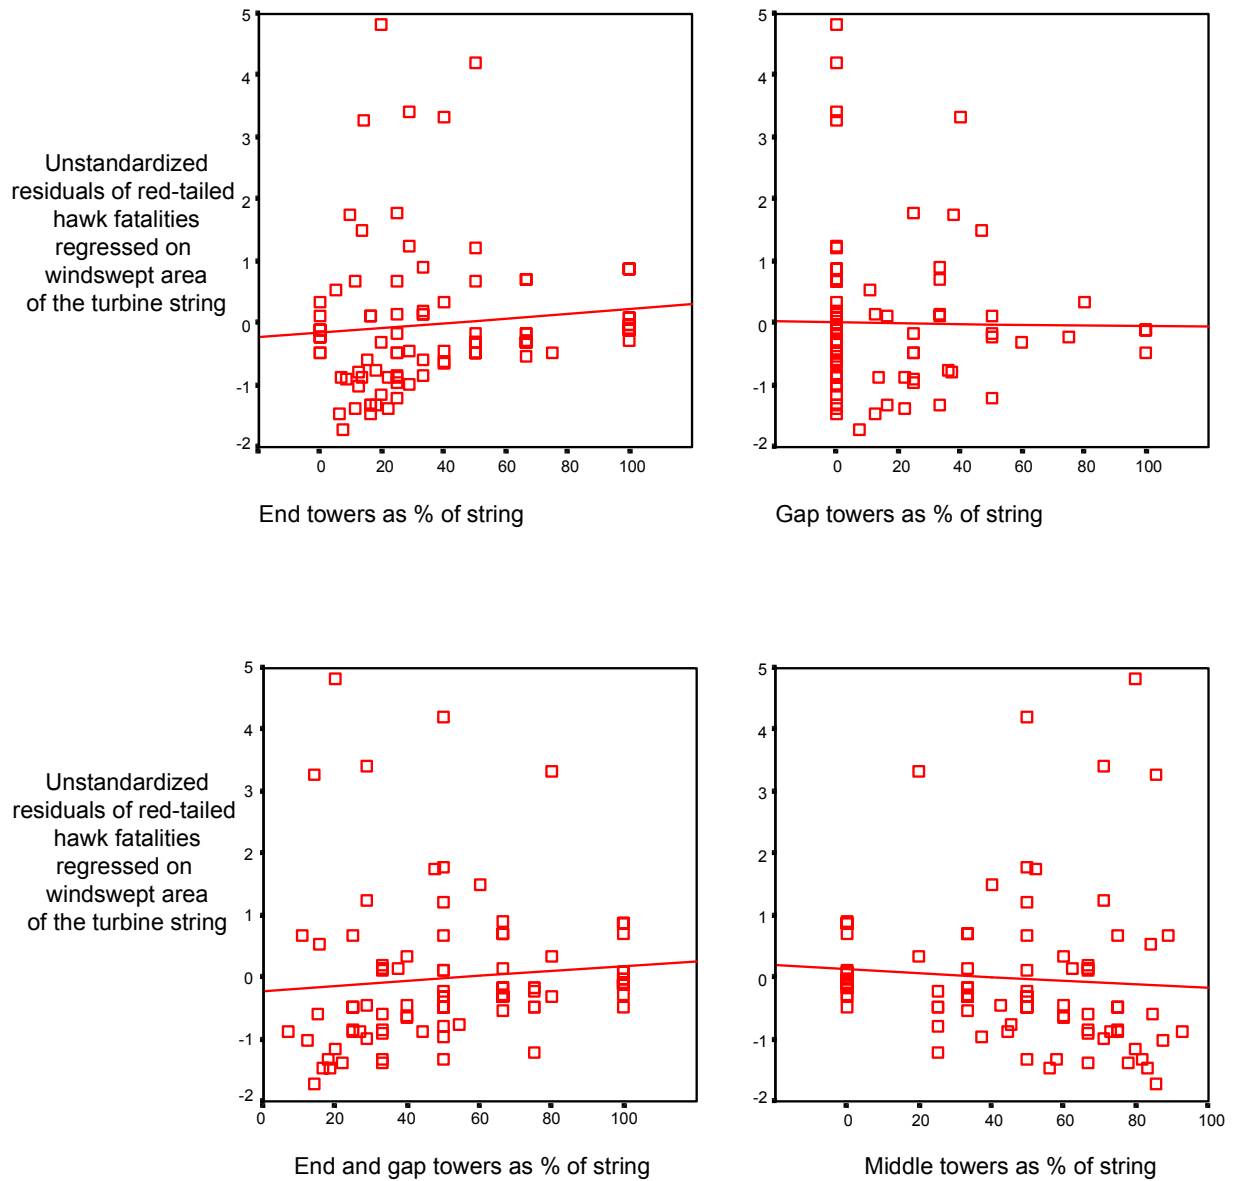 5
4
3
2
1
0
-1
-2
0 20 40 60 80 100
Unstandardized
residuals of red-tailed
hawk fatalities
regressed on
windswept area
of the turbine string
End towers as % of string
5
4
3
2
1
0
-1
-2
0 20 40 60 80 100
Gap towers as % of string
5
4
3
2
1
0
-1
-2
0 20 40 60 80 100
Unstandardized
residuals of red-tailed
hawk fatalities
regressed on
windswept area
of the turbine string
End and gap towers as % of string
5
4
3
2
1
0
-1
-2
0 20 40 60 80 100
Middle towers as % of string